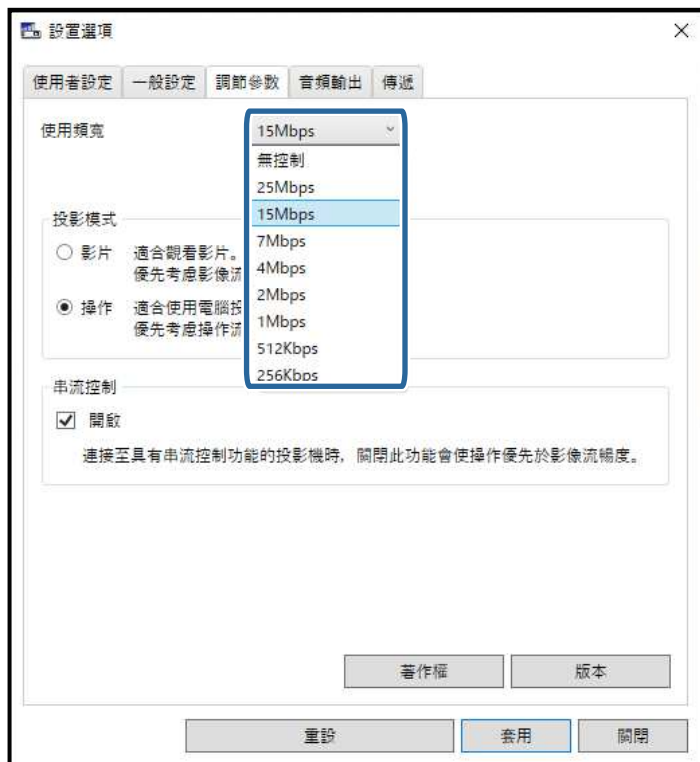 設置選項
使用者設定 一般設定 調節參數 音頻輸出 傳遞
使用頻寬
15Mbps
無控制
25Mbps
15Mbps
7Mbps
4Mbps
2Mbps
1Mbps
512Kbps
256Kbps
投影模式
影片 適合觀看影片。
優先考慮影像流
操作 適合使用電腦投
優先考慮操作流
串流控制
開啟
連接至具有串流控制功能的投影機時，關閉此功能會使操作優先於影像流暢度。
著作權 版本
重設 套用 關閉